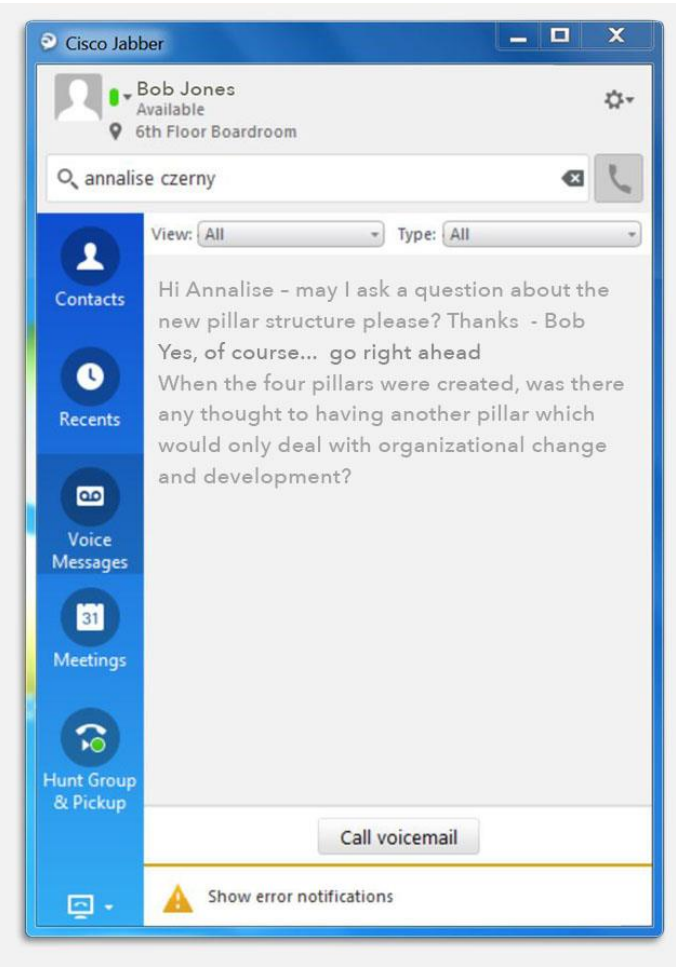 Cisco Jabber
Bob Jones
Available
6th Floor Boardroom
annalise czerny
View: All Type: All
Contacts
Hi Annalise – may I ask a question about the
new pillar structure please? Thanks - Bob
Yes, of course... go right ahead
When the four pillars were created, was there
any thought to having another pillar which
would only deal with organizational change
and development?
Recents
Voice
Messages
31
Meetings
Hunt Group
& Pickup
Call voicemail
Show error notifications